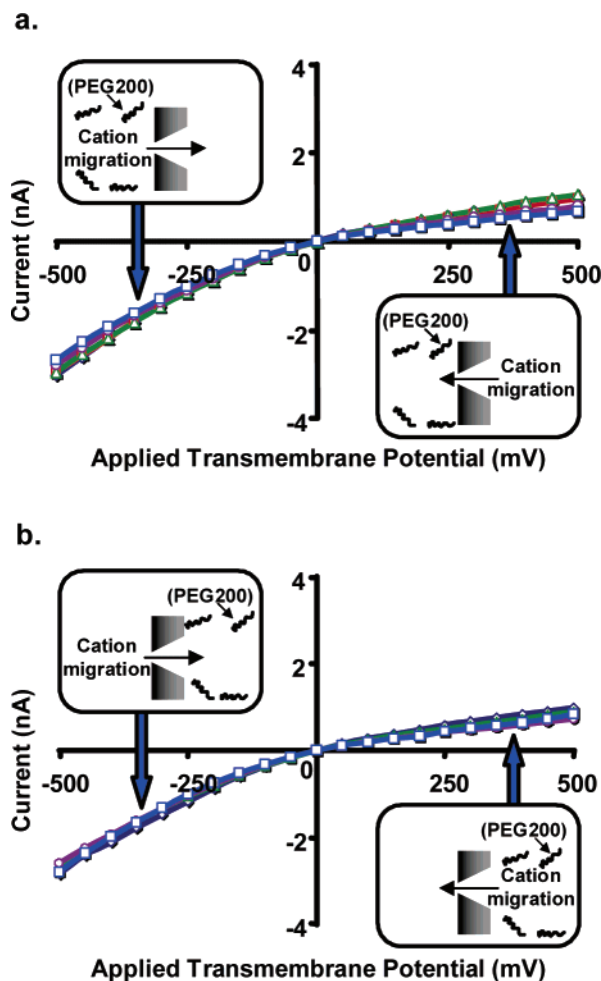 a.
4
(PEG200)
Cation
migration
2
Current (nA)
-500
-250
0
250
500
(PEG200)
-2
Cation
migration
-4
Applied Transmembrane Potential (mV)
b.
4
(PEG200)
Cation
migration
2
Current (nA)
-500
-250
0
250
500
(PEG200)
-2
Cation
migration
-4
Applied Transmembrane Potential (mV)